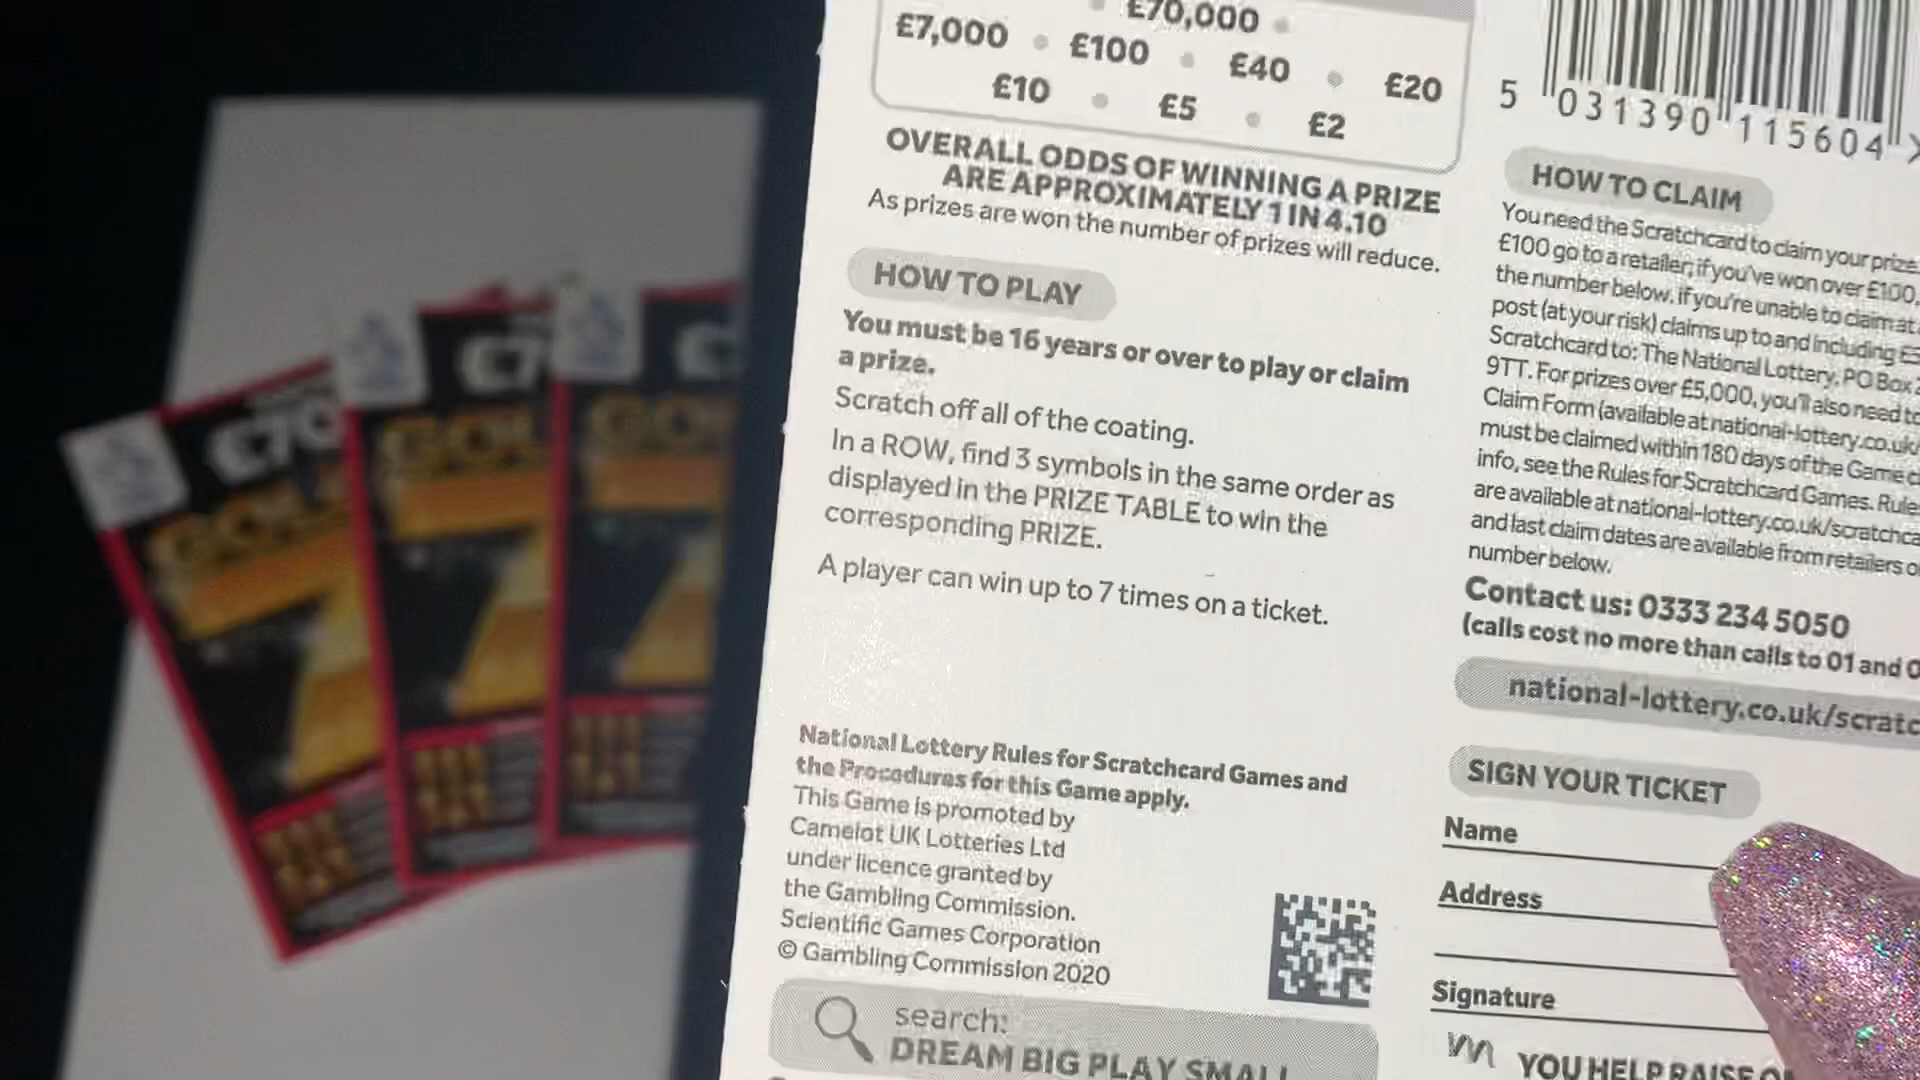 £70,000
£7,000 • £100 • £40 • £20
£10 • £5 • £2
OVERALL ODDS OF WINNING A PRIZE
ARE APPROXIMATELY 1 IN 4.10
As prizes are won the number of prizes will reduce.
HOW TO PLAY
You must be 16 years or over to play or claim
a prize.
Scratch off all of the coating.
In a ROW, find 3 symbols in the same order as
displayed in the PRIZE TABLE to win the
corresponding PRIZE.
A player can win up to 7 times on a ticket.
National Lottery Rules for Scratchcard Games and
the Procedures for this Game apply.
This Game is promoted by
Camelot UK Lotteries Ltd
under licence granted by
the Gambling Commission.
Scientific Games Corporation
© Gambling Commission 2020
search:
DREAM BIG PLAY SMALL
5 031390 115604 >
HOW TO CLAIM
You need the Scratchcard to claim your prize.
£100 go to a retailer; if you've won over £100,
the number below, if you're unable to claim at
post (at your risk) claims up to and including
Scratchcard to: The National Lottery, PO Box
9TT. For prizes over £5,000, you'll also need to
Claim Form (available at national-lottery.co.uk/
must be claimed within 180 days of the Game
info, see the Rules for Scratchcard Games.
are available at national-lottery.co.uk/scratchca
and last claim dates are available from retailers
number below.
Contact us: 0333 234 5050
(calls cost no more than calls to 01 and
national-lottery.co.uk/scratc
SIGN YOUR TICKET
Name
Address
Signature
YOU HELP RAISE
£70
GOL
7
£7
GOL
7
GO
7